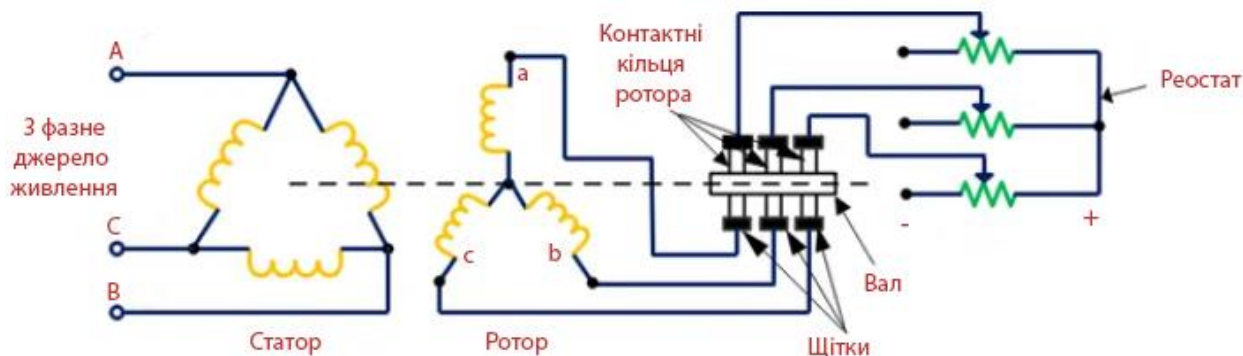 A
3 фазне
джерело
живлення
C
B
Статор
a
c
b
Ротор
Контактні
кільця
ротора
Реостат
-
+
Вал
Щітки